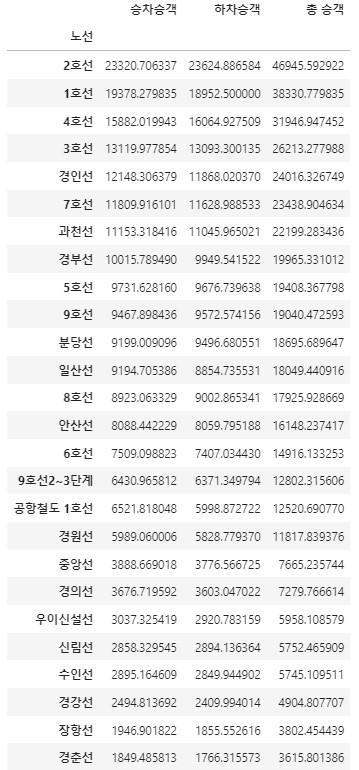 승차승객 하차승객 총 승객
노선
2호선 23320.706337 23624.886584 46945.592922
1호선 19378.279835 18952.500000 38330.779835
4호선 15882.019943 16064.927509 31946.947452
3호선 13119.977854 13093.300135 26213.277988
경인선 12148.306379 11868.020370 24016.326749
7호선 11809.916101 11628.988533 23438.904634
과천선 11153.318416 11045.965021 22199.283436
경부선 10015.789490 9949.541522 19965.331012
5호선 9731.628160 9676.739638 19408.367798
9호선 9467.898436 9572.574156 19040.472593
분당선 9199.009096 9496.680551 18695.689647
일산선 9194.705386 8854.735531 18049.440916
8호선 8923.063329 9002.865341 17925.928669
안산선 8088.442229 8059.795188 16148.237417
6호선 7509.098823 7407.034430 14916.133253
9호선2~3단계 6430.965812 6371.349794 12802.315606
공항철도 1호선 6521.818048 5998.872722 12520.690770
경원선 5989.060006 5828.779370 11817.839376
중앙선 3888.669018 3776.566725 7665.235744
경의선 3676.719592 3603.047022 7279.766614
우이신설선 3037.325419 2920.783159 5958.108579
신림선 2858.329545 2894.136364 5752.465909
수인선 2895.164609 2849.944902 5745.109511
경강선 2494.813692 2409.994014 4904.807707
장항선 1946.901822 1855.552616 3802.454439
경춘선 1849.485813 1766.315573 3615.801386